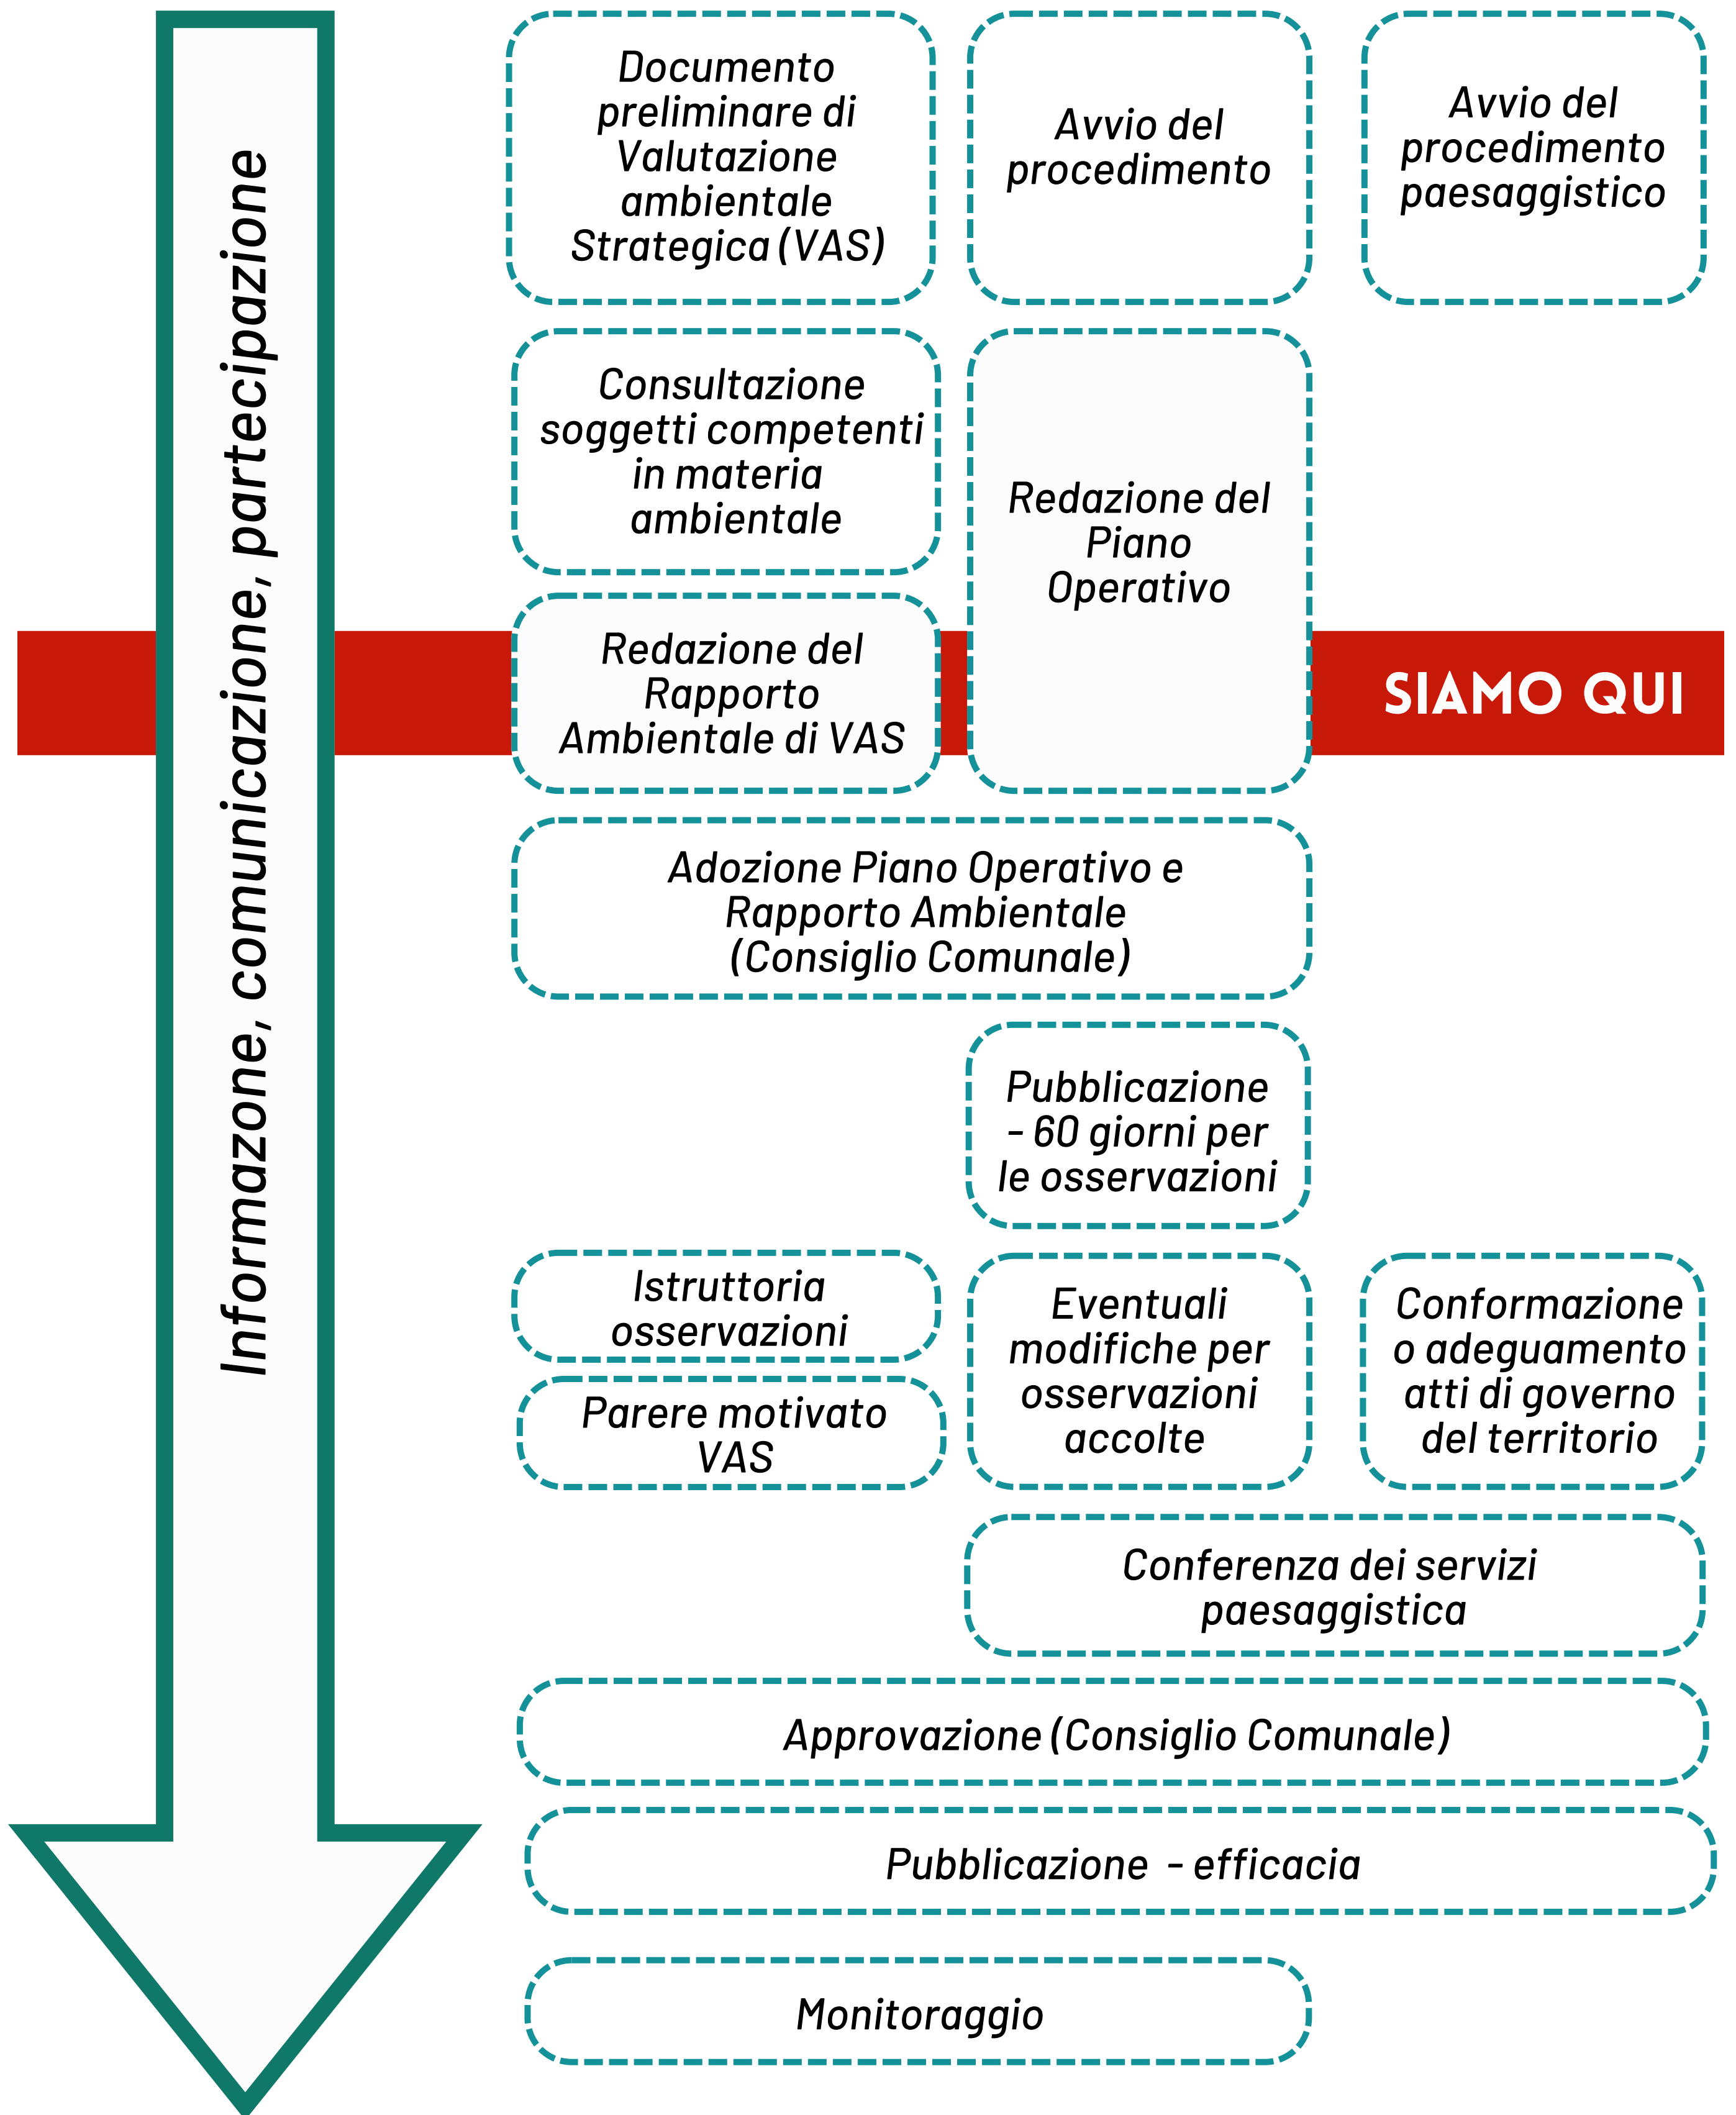 Informazone, comunicazione, partecipazione
Documento
preliminare di
Valutazione
ambientale
Strategica (VAS)
Avvio del
procedimento
Avvio del
procedimento
paesaggistico
Consultazione
soggetti competenti
in materia
ambientale
Redazione del
Piano
Operativo
Redazione del
Rapporto
Ambientale di VAS
SIAMO QUI
Adozione Piano Operativo e
Rapporto Ambientale
(Consiglio Comunale)
Pubblicazione
- 60 giorni per
le osservazioni
Istruttoria
osservazioni
Parere motivato
VAS
Eventuali
modifiche per
osservazioni
accolte
Conformazione
o adeguamento
atti di governo
del territorio
Conferenza dei servizi
paesaggistica
Approvazione (Consiglio Comunale)
Pubblicazione - efficacia
Monitoraggio